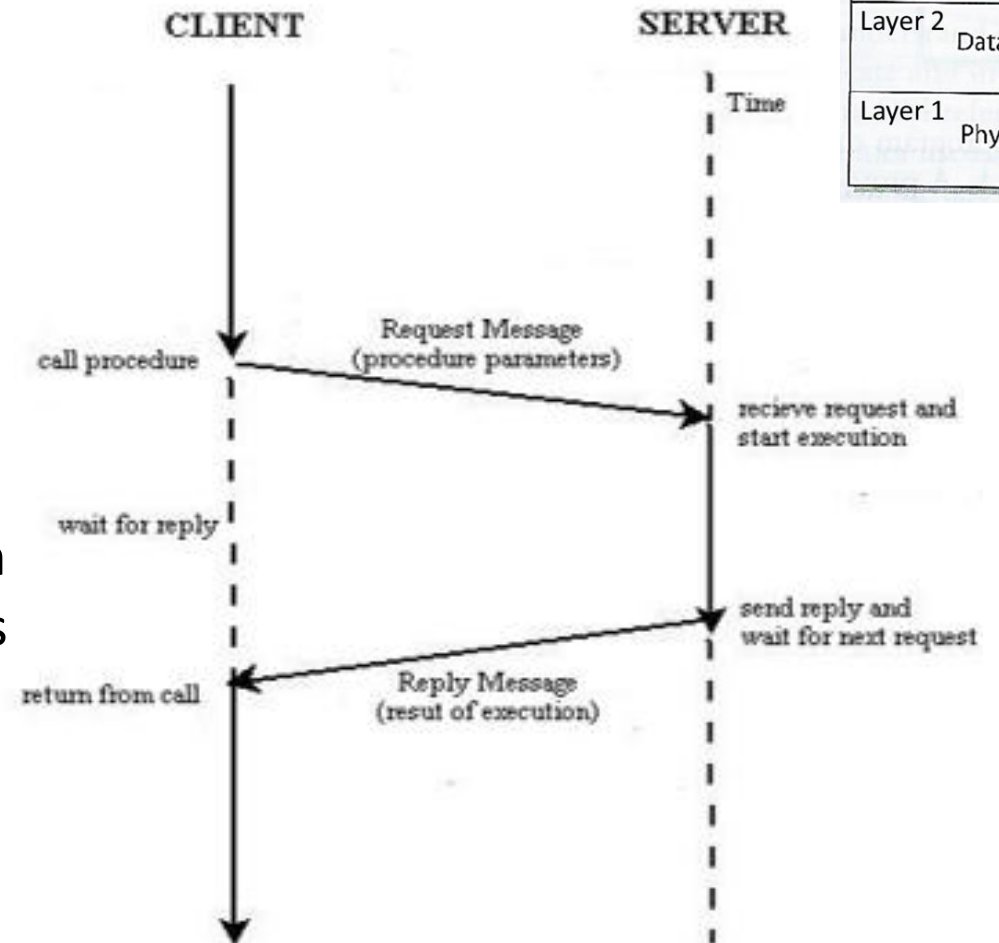 CLIENT
SERVER
Layer 2
Layer 1
Time
Request Message
(procedure parameters)
call procedure
recieve request and
start execution
wait for reply
send reply and
wait for next request
Reply Message
(resut of execution)
return from call